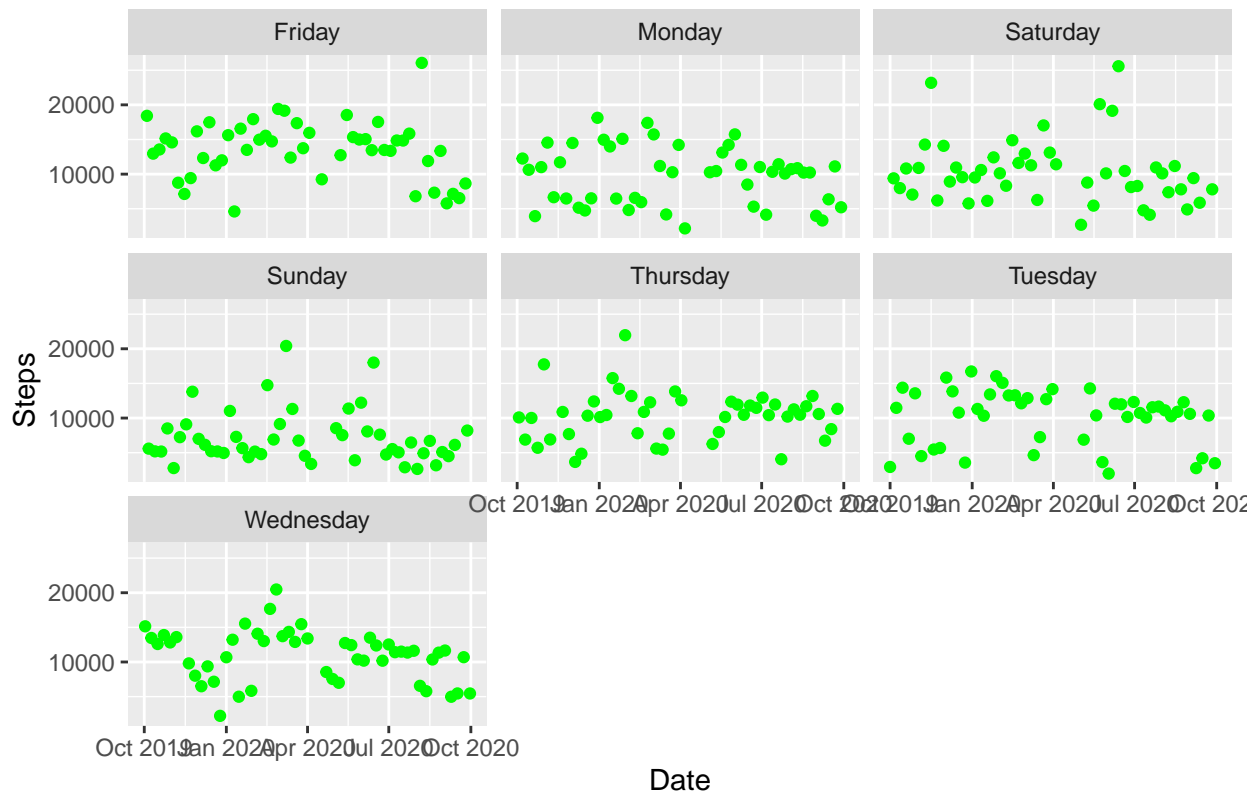 Friday
Monday
Saturday
20000
10000
Sunday
Thursday
Tuesday
Steps
20000
10000
Oct 2019 Jan 2020 Apr 2020 Jul 2020 Oct 2020
Oct 2019 Jan 2020 Apr 2020 Jul 2020 Oct 202
Wednesday
20000
10000
Oct 2019 Jan 2020 Apr 2020 Jul 2020 Oct 2020
Date